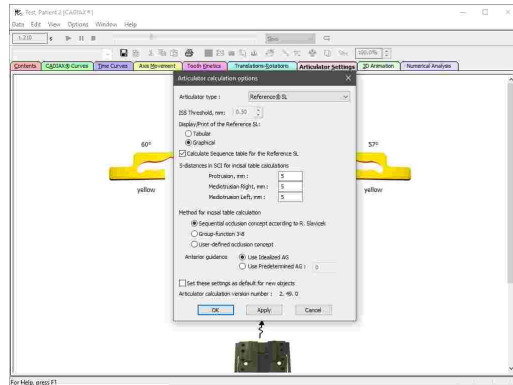 Test, Patient2 [CADIAX®]
Data Edit View Options Window Help
1.210 s Slow
100.0%
Contents CADIAX® Curves Time Curves Axis Movement Tooth Kinetics Translations-Rotations Articulator Settings 3D Animation Numerical Analysis
Articulator calculation options
Articulator type : Reference® SL
ISS Threshold, mm: 0.50
Display/Print of the Reference SL:
Tabular
Graphical
Calculate Sequence table for the Reference SL
S-distances in SCI for incisal table calculations
Protrusion, mm : 5
Mediotrusion Right, mm : 5
Mediotrusion Left, mm : 5
Method for incisal table calculation
Sequential occlusion concept according to R. Slavicek
Group-function 3-8
User-defined occlusion concept
Anterior guidance: Use Idealized AG
Use Predetermined AG : 0
Set these settings as default for new objects
Articulator calculation version number : 2. 49. 0
OK Apply Cancel
60° 57°
yellow yellow
For Help, press F1